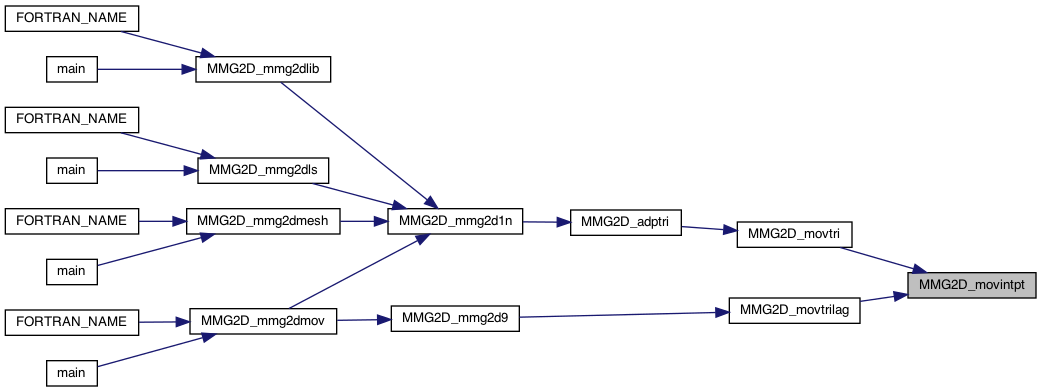 FORTRAN_NAME
main
MMG2D_mmg2dlib
FORTRAN_NAME
main
MMG2D_mmg2dls
FORTRAN_NAME
main
MMG2D_mmg2dmesh
MMG2D_mmg2d1n
MMG2D_adptri
MMG2D_movtri
MMG2D_movintpt
FORTRAN_NAME
main
MMG2D_mmg2dmov
MMG2D_mmg2d9
MMG2D_movtrilag